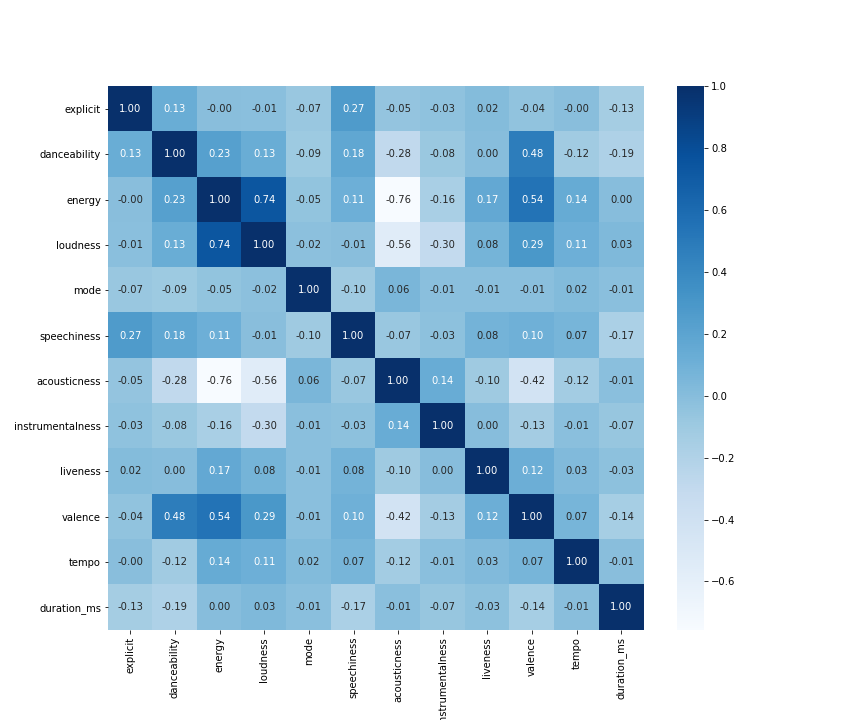 explicit 1.00 0.13 -0.00 -0.01 -0.07 0.27 -0.05 -0.03 0.02 -0.04 -0.00 -0.13
danceability 0.13 1.00 0.23 0.13 -0.09 0.18 -0.28 -0.08 0.00 0.48 -0.12 -0.19
energy -0.00 0.23 1.00 0.74 -0.05 0.11 -0.76 -0.16 0.17 0.54 0.14 0.00
loudness -0.01 0.13 0.74 1.00 -0.02 -0.01 -0.56 -0.30 0.08 0.29 0.11 0.03
mode -0.07 -0.09 -0.05 -0.02 1.00 -0.10 0.06 -0.01 -0.01 -0.01 0.02 -0.01
speechiness 0.27 0.18 0.11 -0.01 -0.10 1.00 -0.07 -0.03 0.08 0.10 0.07 -0.17
acousticness -0.05 -0.28 -0.76 -0.56 0.06 -0.07 1.00 0.14 -0.10 -0.42 -0.12 -0.01
instrumentalness -0.03 -0.08 -0.16 -0.30 -0.01 -0.03 0.14 1.00 0.00 -0.13 -0.01 -0.07
liveness 0.02 0.00 0.17 0.08 -0.01 0.08 -0.10 0.00 1.00 0.12 0.03 -0.03
valence -0.04 0.48 0.54 0.29 -0.01 0.10 -0.42 -0.13 0.12 1.00 0.07 -0.14
tempo -0.00 -0.12 0.14 0.11 0.02 0.07 -0.12 -0.01 0.03 0.07 1.00 -0.01
duration_ms -0.13 -0.19 0.00 0.03 -0.01 -0.17 -0.01 -0.07 -0.03 -0.14 -0.01 1.00
explicit
danceability
energy
loudness
mode
speechiness
acousticness
nstrumentalness
liveness
valence
tempo
duration_ms
1.0
0.8
0.6
0.4
0.2
0.0
−0.2
−0.4
−0.6